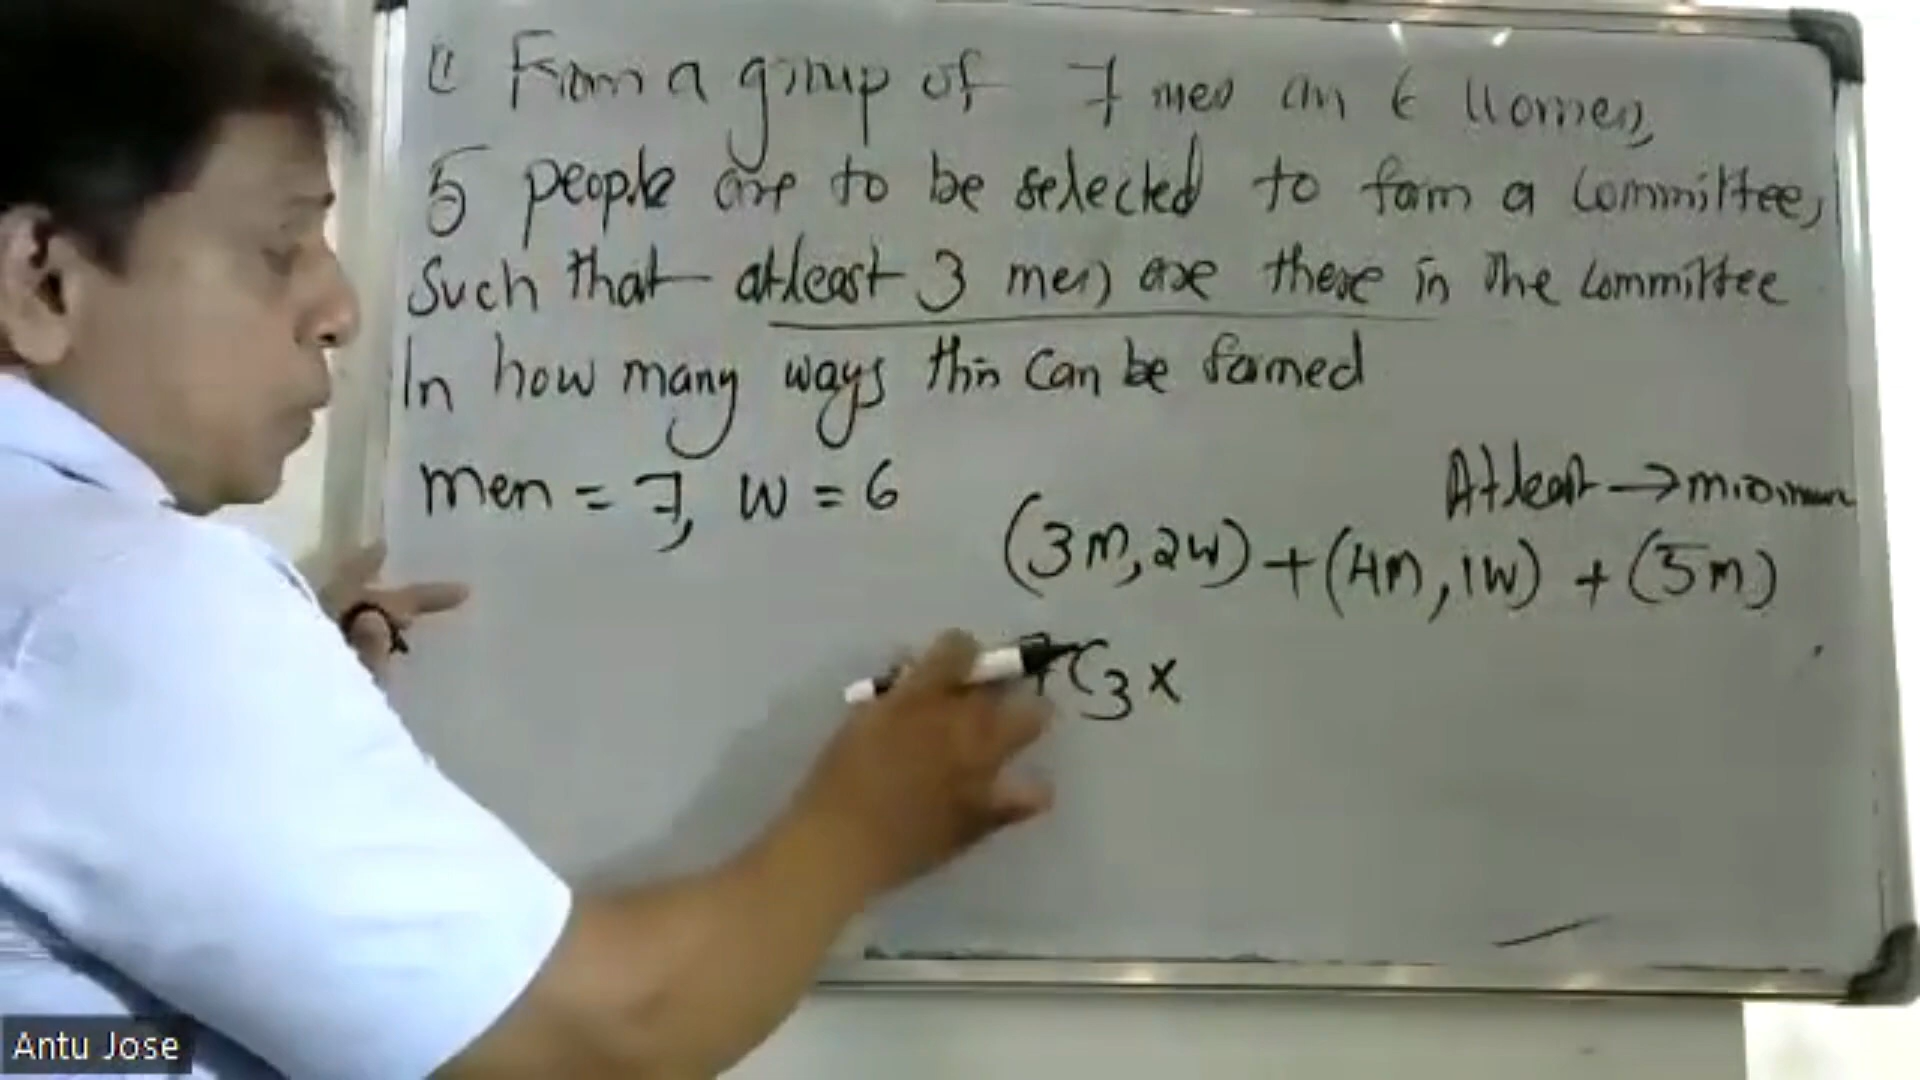 From a group of 7 men an 6 Women,
5 people are to be selected to form a Committee,
Such that atleast 3 men are there in the Committee
In how many ways this Can be formed
men = 7, W = 6
Atleast → minimum
(3M, 2W) + (4M, 1W) + (5M)
7C3 x
Antu Jose